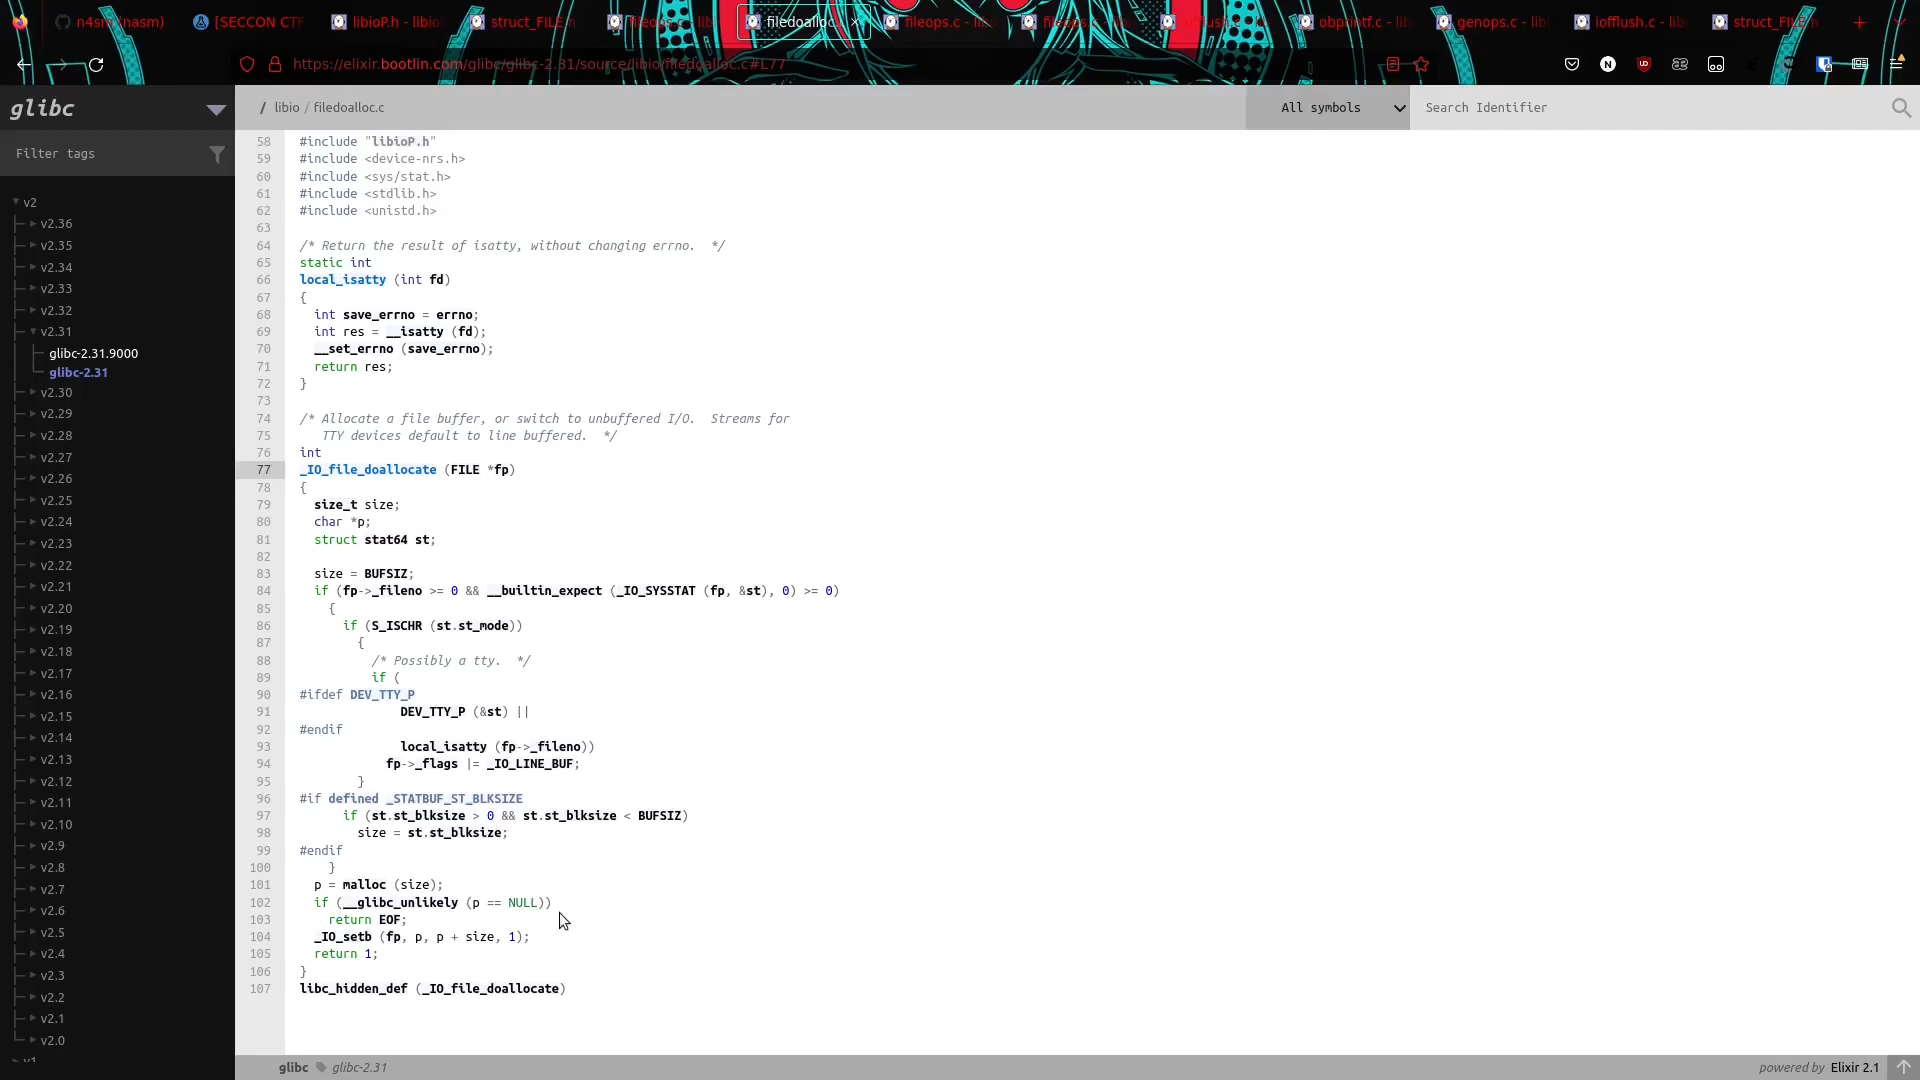 n4sm (nasm)
[SECCON CTF
libioP.h - libio
struct_FILE.h
fileops.c - lib
filedoalloc.
fileops.c - lib
obprintf.c - lib
genops.c - lib
iofflush.c - lib
struct_FILE.h
https://elixir.bootlin.com/glibc/glibc-2.31/source/libio/filedoalloc.c#L77
glibc
/ libio / filedoalloc.c
All symbols
Search Identifier
Filter tags
v2
v2.36
v2.35
v2.34
v2.33
v2.32
v2.31
glibc-2.31.9000
glibc-2.31
v2.30
v2.29
v2.28
v2.27
v2.26
v2.25
v2.24
v2.23
v2.22
v2.21
v2.20
v2.19
v2.18
v2.17
v2.16
v2.15
v2.14
v2.13
v2.12
v2.11
v2.10
v2.9
v2.8
v2.7
v2.6
v2.5
v2.4
v2.3
v2.2
v2.1
v2.0
v1
58 #include "libioP.h"
59 #include <device-nrs.h>
60 #include <sys/stat.h>
61 #include <stdlib.h>
62 #include <unistd.h>
63
64 /* Return the result of isatty, without changing errno.  */
65 static int
66 local_isatty (int fd)
67 {
68   int save_errno = errno;
69   int res = __isatty (fd);
70   __set_errno (save_errno);
71   return res;
72 }
73
74 /* Allocate a file buffer, or switch to unbuffered I/O.  Streams for
75    TTY devices default to line buffered.  */
76 int
77 _IO_file_doallocate (FILE *fp)
78 {
79   size_t size;
80   char *p;
81   struct stat64 st;
82
83   size = BUFSIZ;
84   if (fp->_fileno >= 0 && __builtin_expect (_IO_SYSSTAT (fp, &st), 0) >= 0)
85     {
86       if (S_ISCHR (st.st_mode))
87         {
88           /* Possibly a tty.  */
89           if (
90 #ifdef DEV_TTY_P
91               DEV_TTY_P (&st) ||
92 #endif
93               local_isatty (fp->_fileno))
94             fp->_flags |= _IO_LINE_BUF;
95         }
96 #if defined _STATBUF_ST_BLKSIZE
97       if (st.st_blksize > 0 && st.st_blksize < BUFSIZ)
98         size = st.st_blksize;
99 #endif
100     }
101   p = malloc (size);
102   if (__glibc_unlikely (p == NULL))
103     return EOF;
104   _IO_setb (fp, p, p + size, 1);
105   return 1;
106 }
107 libc_hidden_def (_IO_file_doallocate)
glibc glibc-2.31
powered by Elixir 2.1